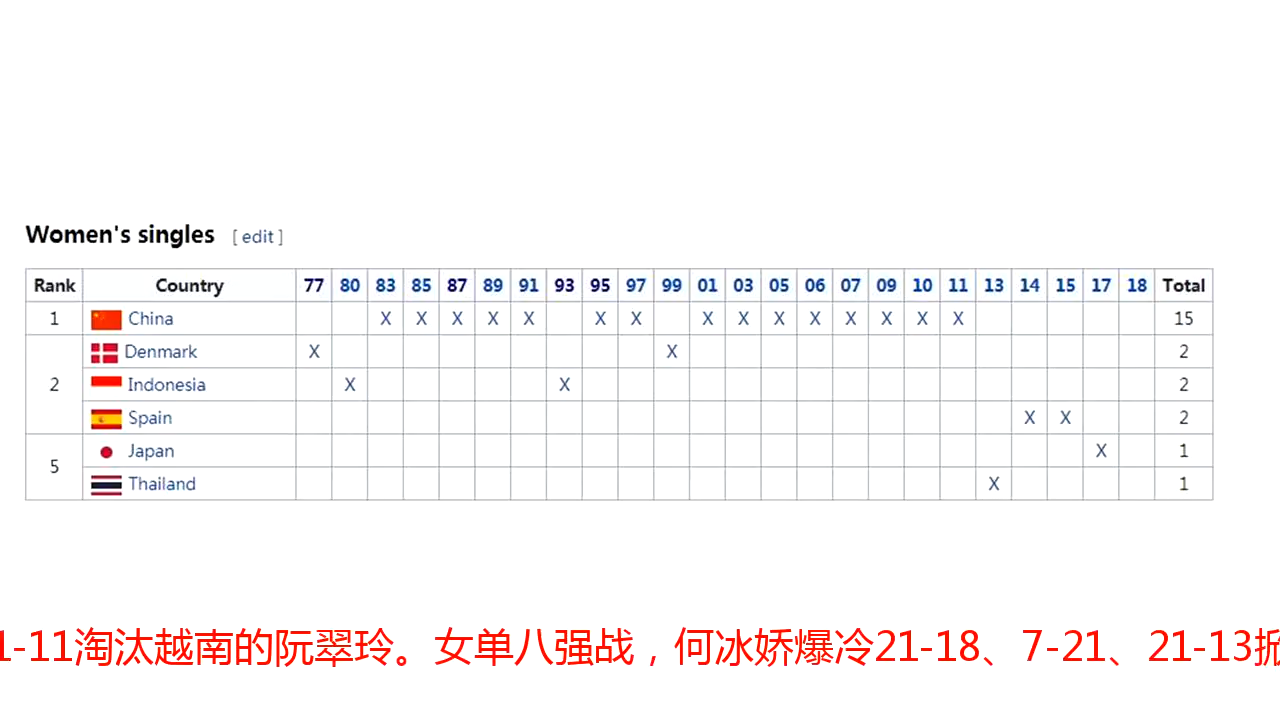 Women's singles [ edit ]
Rank Country 77 80 83 85 87 89 91 93 95 97 99 01 03 05 06 07 09 10 11 13 14 15 17 18 Total
1 China X X X X X X X X X X X X X X X 15
2 Denmark X X 2
Indonesia X X 2
Spain X X 2
5 Japan X 1
Thailand X 1
1-11淘汰越南的阮翠玲。女单八强战，何冰娇爆冷21-18、7-21、21-13掀